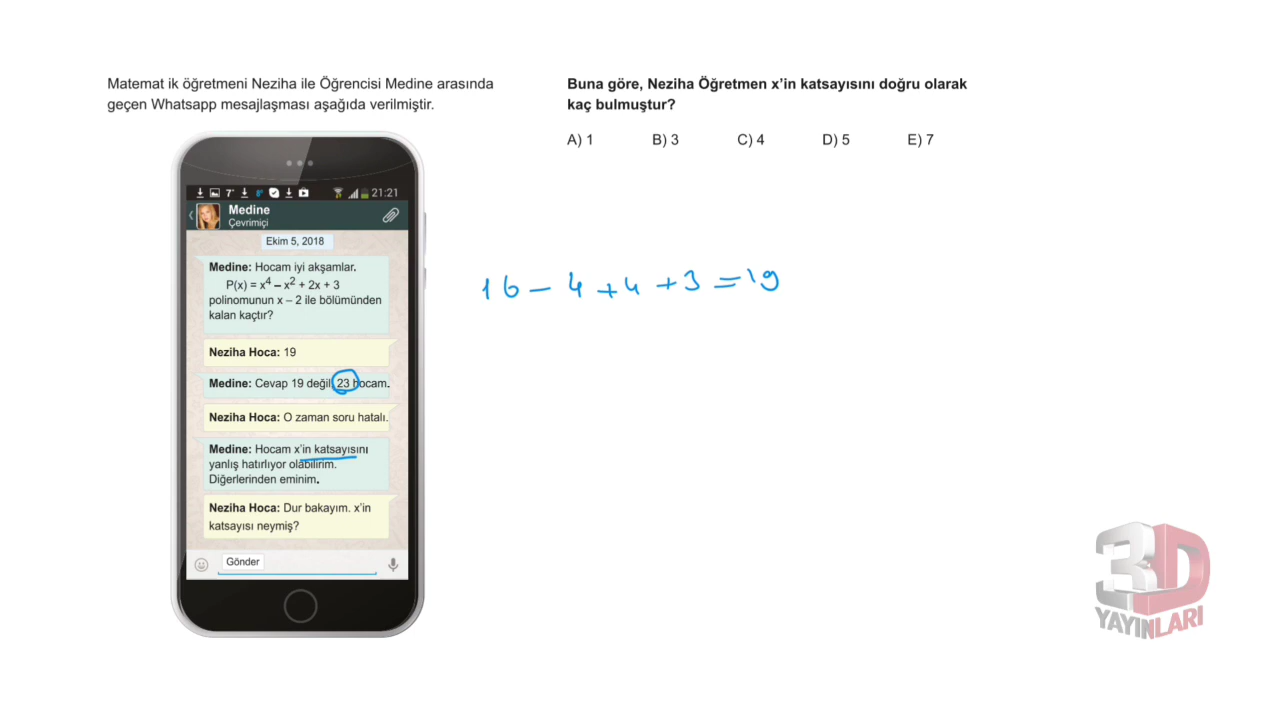 Matemat ik öğretmeni Neziha ile Öğrencisi Medine arasında
geçen Whatsapp mesajlaşması aşağıda verilmiştir.
21:21
Medine
Çevrimiçi
Ekim 5, 2018
Medine: Hocam iyi akşamlar.
P(x) = x⁴ – x² + 2x + 3
polinomunun x – 2 ile bölümünden
kalan kaçtır?
Neziha Hoca: 19
Medine: Cevap 19 değil 23 hocam.
Neziha Hoca: O zaman soru hatalı.
Medine: Hocam x'in katsayısını
yanlış hatırlıyor olabilirim.
Diğerlerinden eminim.
Neziha Hoca: Dur bakayım. x'in
katsayısı neymiş?
Gönder
Buna göre, Neziha Öğretmen x'in katsayısını doğru olarak
kaç bulmuştur?
A) 1 B) 3 C) 4 D) 5 E) 7
16 – 4 + 4 + 3 = 19
3D
YAYINLARI